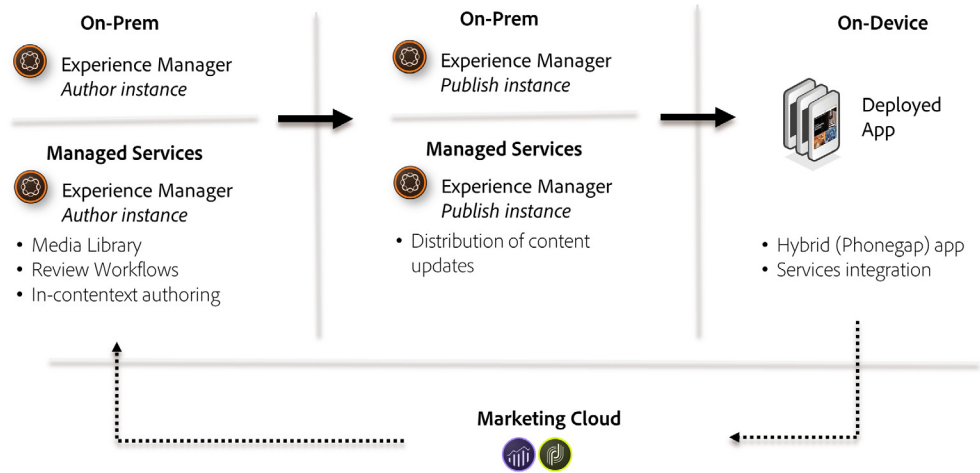 On-Prem
Experience Manager
Author instance
Managed Services
Experience Manager
Author instance
• Media Library
• Review Workflows
• In-contentext authoring
On-Prem
Experience Manager
Publish instance
Managed Services
Experience Manager
Publish instance
• Distribution of content
updates
On-Device
Deployed
App
• Hybrid (Phonegap) app
• Services integration
Marketing Cloud